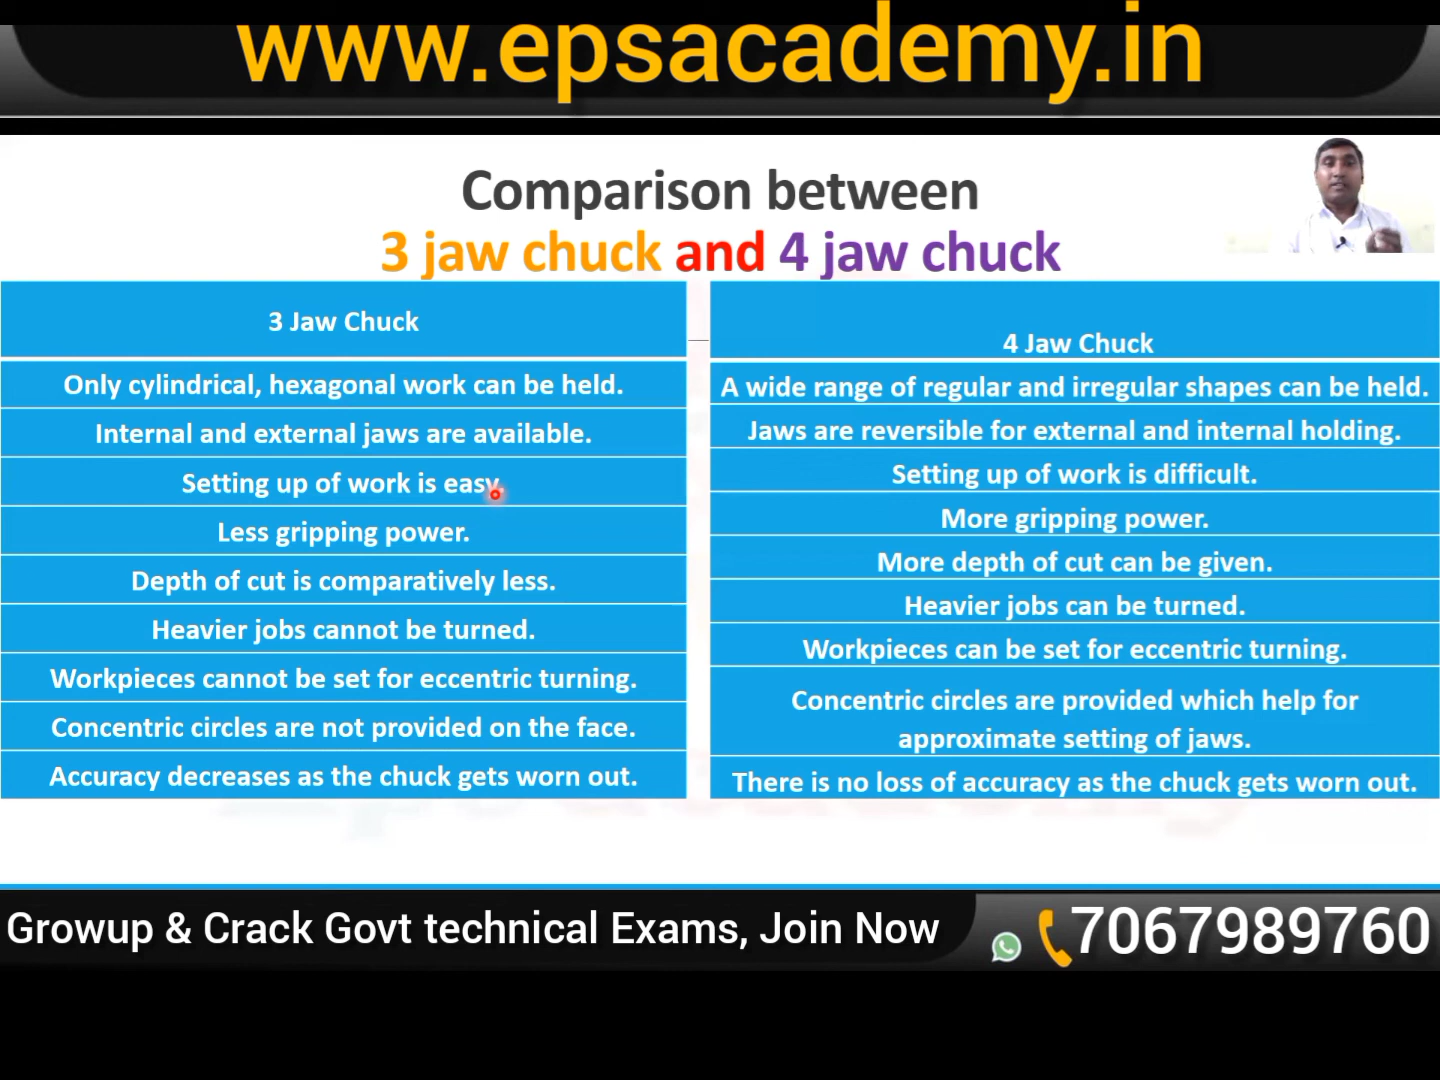 www.epsacademy.in
Comparison between
3 jaw chuck and 4 jaw chuck
3 Jaw Chuck
Only cylindrical, hexagonal work can be held.
Internal and external jaws are available.
Setting up of work is easy.
Less gripping power.
Depth of cut is comparatively less.
Heavier jobs cannot be turned.
Workpieces cannot be set for eccentric turning.
Concentric circles are not provided on the face.
Accuracy decreases as the chuck gets worn out.
4 Jaw Chuck
A wide range of regular and irregular shapes can be held.
Jaws are reversible for external and internal holding.
Setting up of work is difficult.
More gripping power.
More depth of cut can be given.
Heavier jobs can be turned.
Workpieces can be set for eccentric turning.
Concentric circles are provided which help for
approximate setting of jaws.
There is no loss of accuracy as the chuck gets worn out.
Growup & Crack Govt technical Exams, Join Now
7067989760